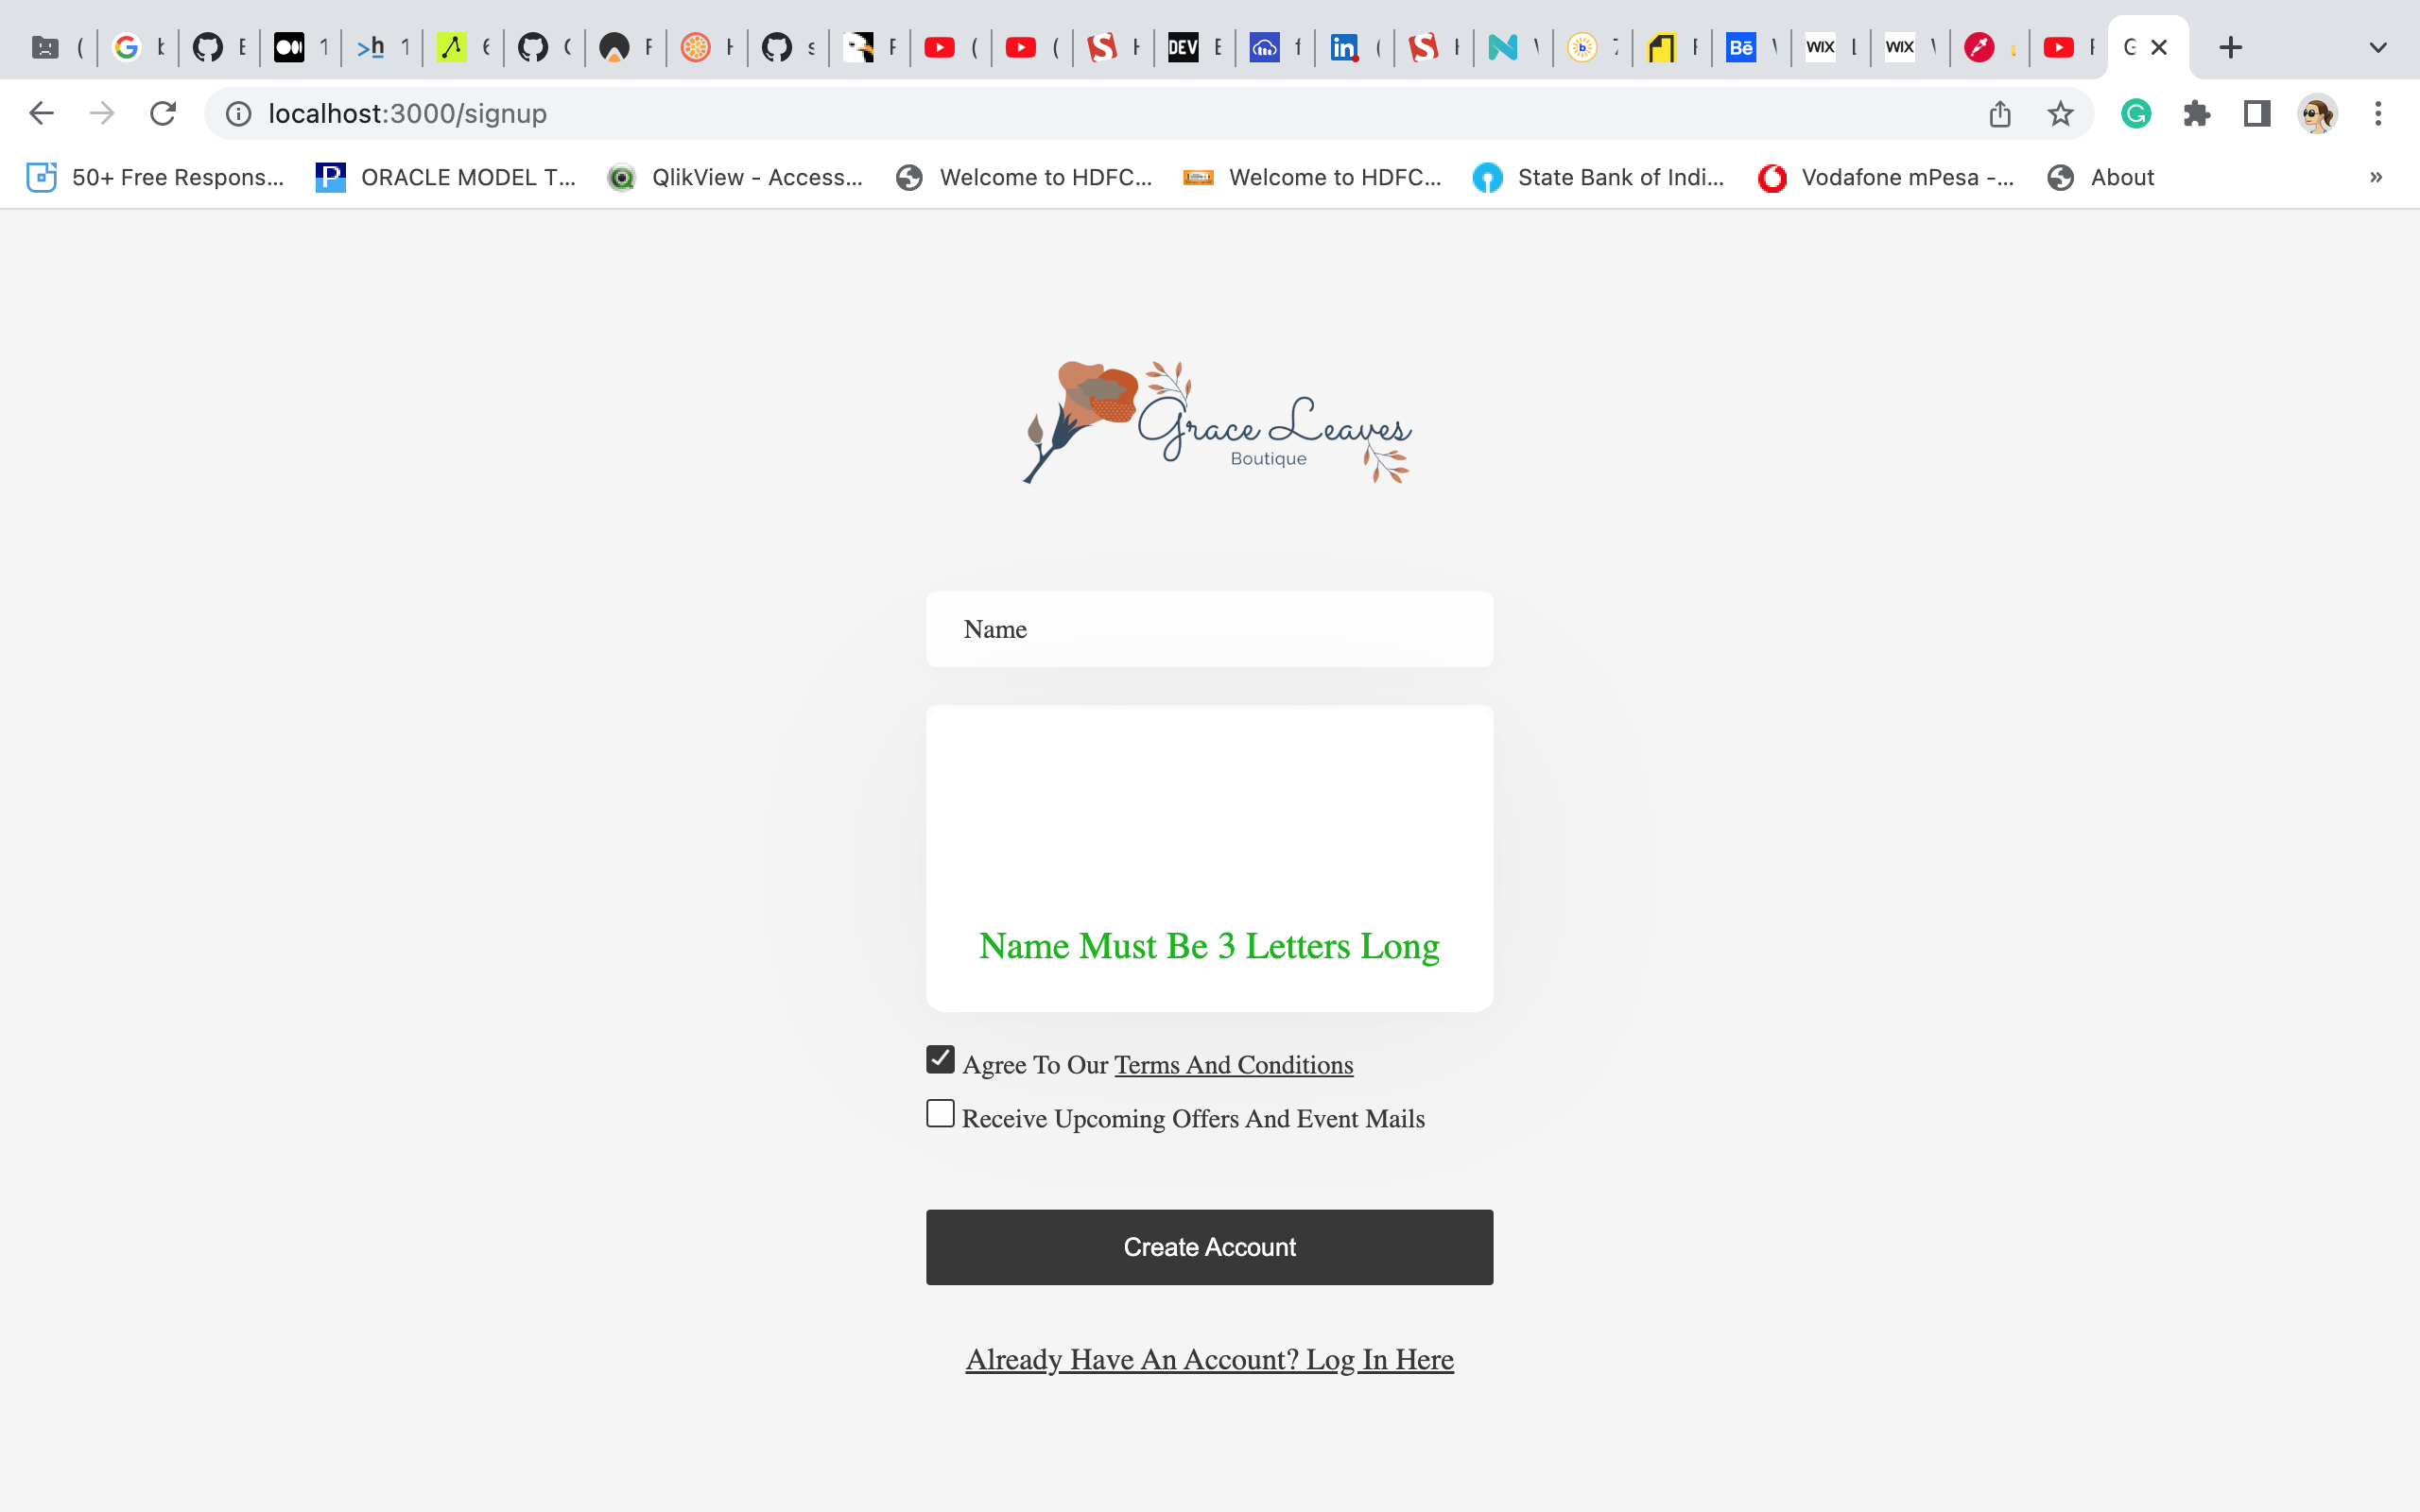 localhost:3000/signup
50+ Free Respons... ORACLE MODEL T... QlikView - Access... Welcome to HDFC... Welcome to HDFC... State Bank of Indi... Vodafone mPesa -... About »
Grace Leaves
Boutique
Name
Name Must Be 3 Letters Long
Agree To Our Terms And Conditions
Receive Upcoming Offers And Event Mails
Create Account
Already Have An Account? Log In Here